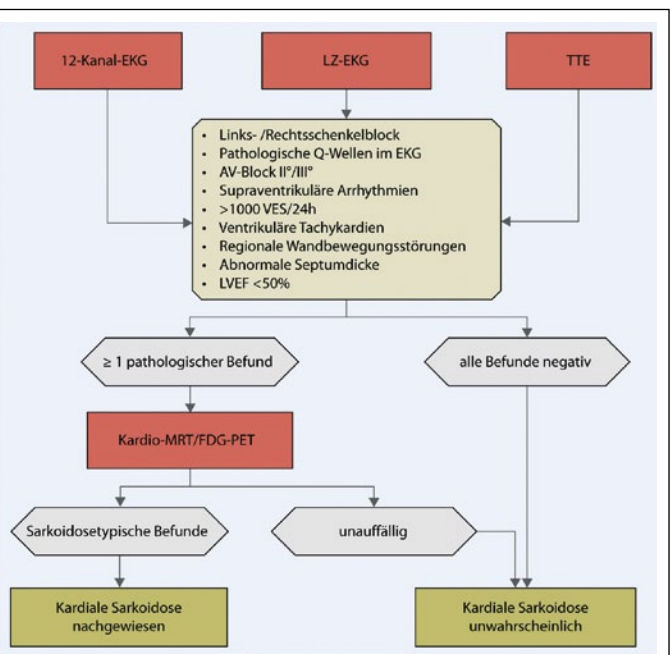 12-Kanal-EKG
LZ-EKG
TTE
• Links- /Rechtsschenkelblock
• Pathologische Q-Wellen im EKG
• AV-Block II°/III°
• Supraventrikuläre Arrhythmien
• >1000 VES/24h
• Ventrikuläre Tachykardien
• Regionale Wandbewegungsstörungen
• Abnormale Septumdicke
• LVEF <50%
≥ 1 pathologischer Befund
alle Befunde negativ
Kardio-MRT/FDG-PET
Sarkoidosetypische Befunde
unauffällig
Kardiale Sarkoidose
nachgewiesen
Kardiale Sarkoidose
unwahrscheinlich